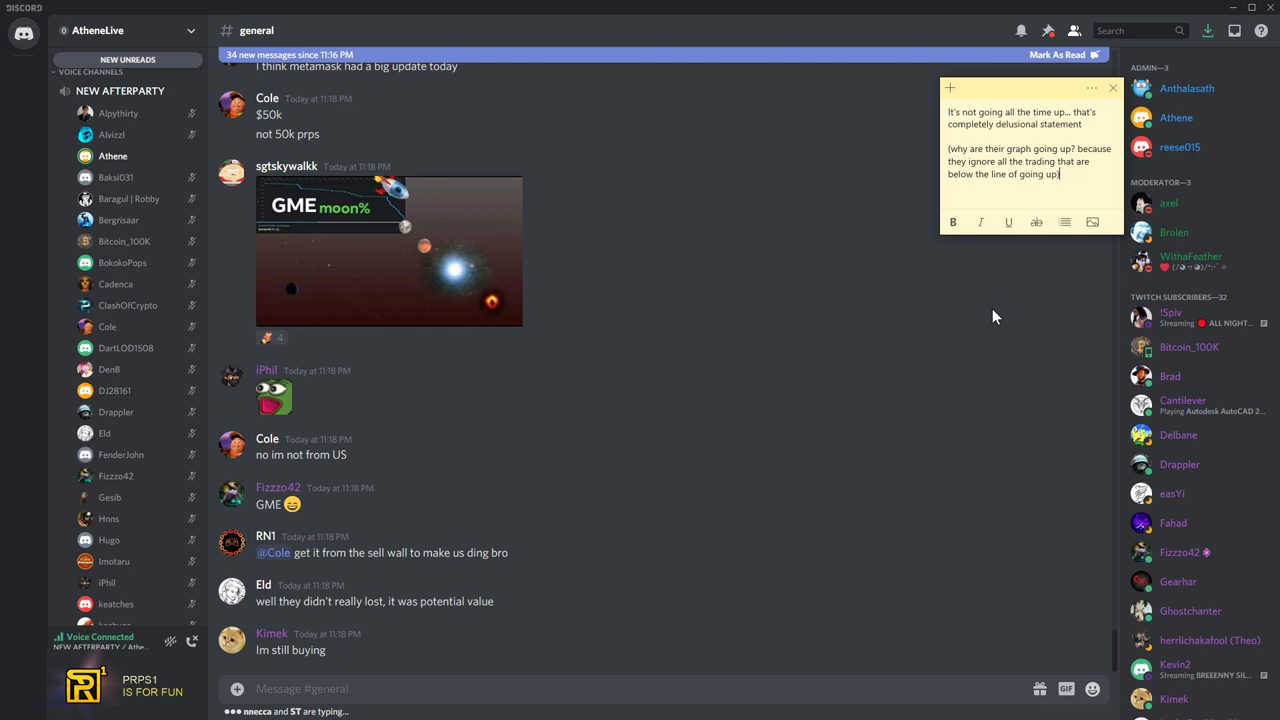 DISCORD
AtheneLive
# general
Search
NEW UNREADS
VOICE CHANNELS
NEW AFTERPARTY
Alpythirty
Alvizzl
Athene
Baksi031
Baragul | Robby
Bergrisaar
Bitcoin_100K
BokokoPops
Cadenca
ClashOfCrypto
Cole
DartLOD1508
DenB
DJ28161
Drappler
Eld
FenderJohn
Fizzzo42
Gesib
Hnns
Hugo
Imotaru
iPhil
keatches
Voice Connected
NEW AFTERPARTY / Athe...
R1
PRPS1
IS FOR FUN
34 new messages since 11:16 PM
Mark As Read
I think metamask had a big update today
Cole Today at 11:18 PM
$50k
not 50k prps
sgtskywalkk Today at 11:18 PM
GME moon%
4
iPhil Today at 11:18 PM
Cole Today at 11:18 PM
no im not from US
Fizzzo42 Today at 11:18 PM
GME
RN1 Today at 11:18 PM
@Cole get it from the sell wall to make us ding bro
Eld Today at 11:18 PM
well they didn't really lost, it was potential value
Kimek Today at 11:18 PM
Im still buying
Message #general
GIF
nnecca and ST are typing...
It's not going all the time up... that's
completely delusional statement
(why are their graph going up? because
they ignore all the trading that are
below the line of going up)
B I U ab
ADMIN—3
Anthalasath
Athene
reese015
MODERATOR—3
axel
Brolen
WithaFeather
TWITCH SUBSCRIBERS—32
!Spiv
Streaming ALL NIGHT...
Bitcoin_100K
Brad
Cantilever
Playing Autodesk AutoCAD 2...
Delbane
Drappler
easYi
Fahad
Fizzzo42
Gearhar
Ghostchanter
herrlichakafool (Theo)
Kevin2
Streaming BREEENNY SIL...
Kimek